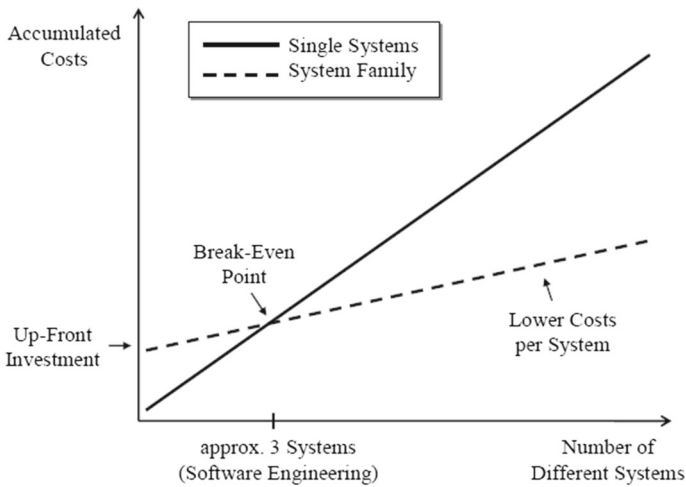 Accumulated
Costs
Single Systems
System Family
Break-Even
Point
Up-Front
Investment
Lower Costs
per System
approx. 3 Systems
(Software Engineering)
Number of
Different Systems